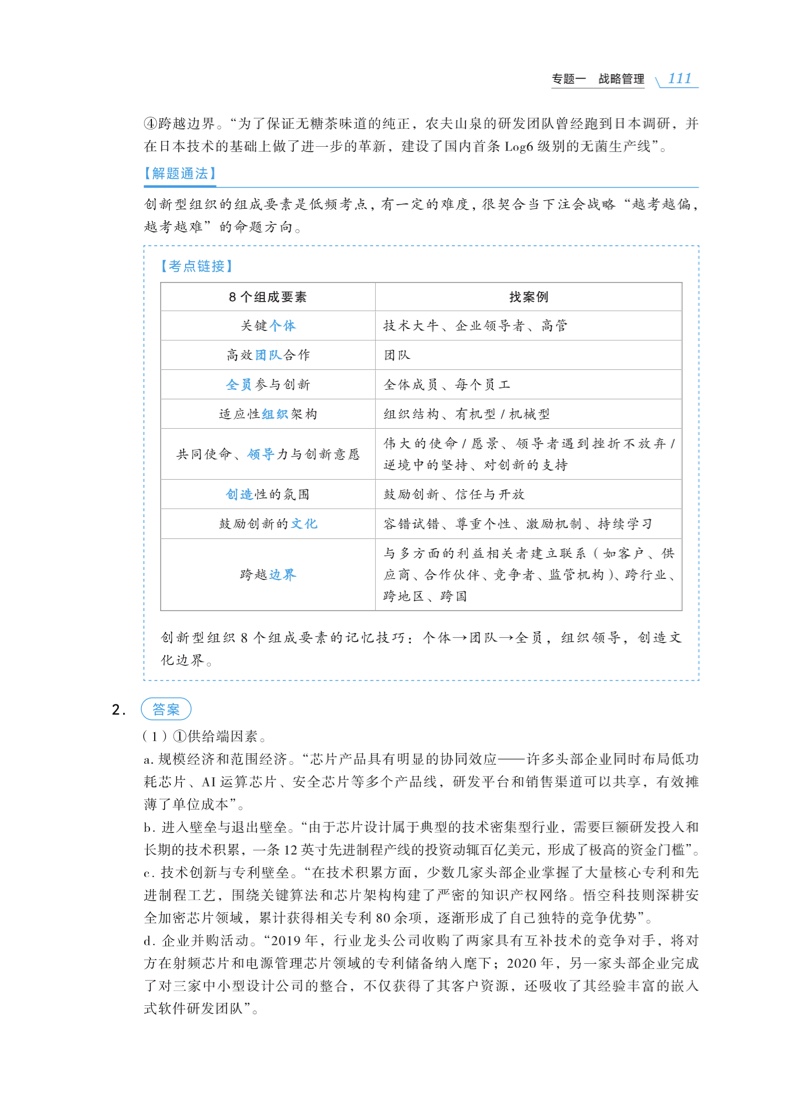 专题一 战略管理 111
④跨越边界。“为了保证无糖茶味道的纯正，农夫山泉的研发团队曾经跑到日本调研，并
在日本技术的基础上做了进一步的革新，建设了国内首条 Log6 级别的无菌生产线”。
【解题通法】
创新型组织的组成要素是低频考点，有一定的难度，很契合当下注会战略“越考越偏，
越考越难”的命题方向。
【考点链接】
8 个组成要素 找案例
关键个体 技术大牛、企业领导者、高管
高效团队合作 团队
全员参与创新 全体成员、每个员工
适应性组织架构 组织结构、有机型 / 机械型
共同使命、领导力与创新意愿 伟大的使命 / 愿景、领导者遇到挫折不放弃 /
逆境中的坚持、对创新的支持
创造性的氛围 鼓励创新、信任与开放
鼓励创新的文化 容错试错、尊重个性、激励机制、持续学习
跨越边界 与多方面的利益相关者建立联系（如客户、供
应商、合作伙伴、竞争者、监管机构）、跨行业、
跨地区、跨国
创新型组织 8 个组成要素的记忆技巧：个体→团队→全员，组织领导，创造文
化边界。
2. 答案
（1）①供给端因素。
a. 规模经济和范围经济。“芯片产品具有明显的协同效应——许多头部企业同时布局低功
耗芯片、AI 运算芯片、安全芯片等多个产品线，研发平台和销售渠道可以共享，有效摊
薄了单位成本”。
b. 进入壁垒与退出壁垒。“由于芯片设计属于典型的技术密集型行业，需要巨额研发投入和
长期的技术积累，一条 12 英寸先进制程产线的投资动辄百亿美元，形成了极高的资金门槛”。
c. 技术创新与专利壁垒。“在技术积累方面，少数几家头部企业掌握了大量核心专利和先
进制程工艺，围绕关键算法和芯片架构构建了严密的知识产权网络。悟空科技则深耕安
全加密芯片领域，累计获得相关专利 80 余项，逐渐形成了自己独特的竞争优势”。
d. 企业并购活动。“2019 年，行业龙头公司收购了两家具有互补技术的竞争对手，将对
方在射频芯片和电源管理芯片领域的专利储备纳入麾下；2020 年，另一家头部企业完成
了对三家中小型设计公司的整合，不仅获得了其客户资源，还吸收了其经验丰富的嵌入
式软件研发团队”。